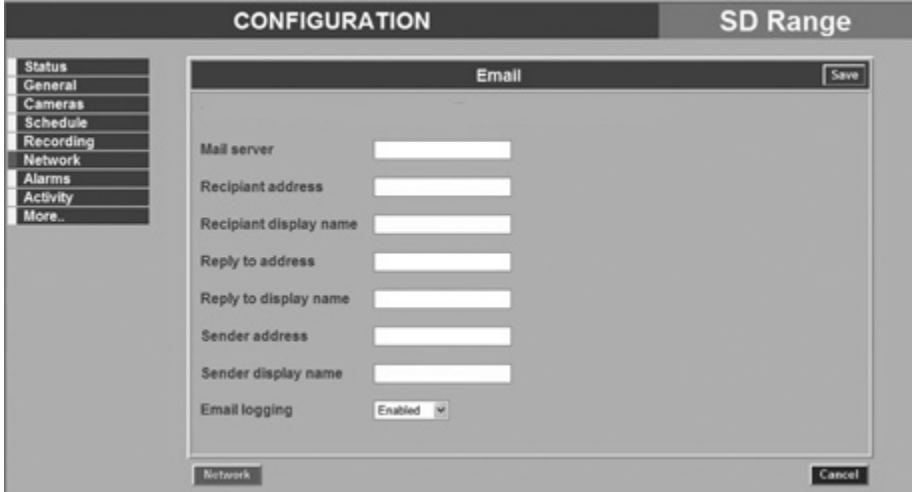 CONFIGURATION
SD Range
Status
General
Cameras
Schedule
Recording
Network
Alarms
Activity
More..
Email
Save
Mail server
Recipiant address
Recipiant display name
Reply to address
Reply to display name
Sender address
Sender display name
Email logging
Enabled
Network
Cancel